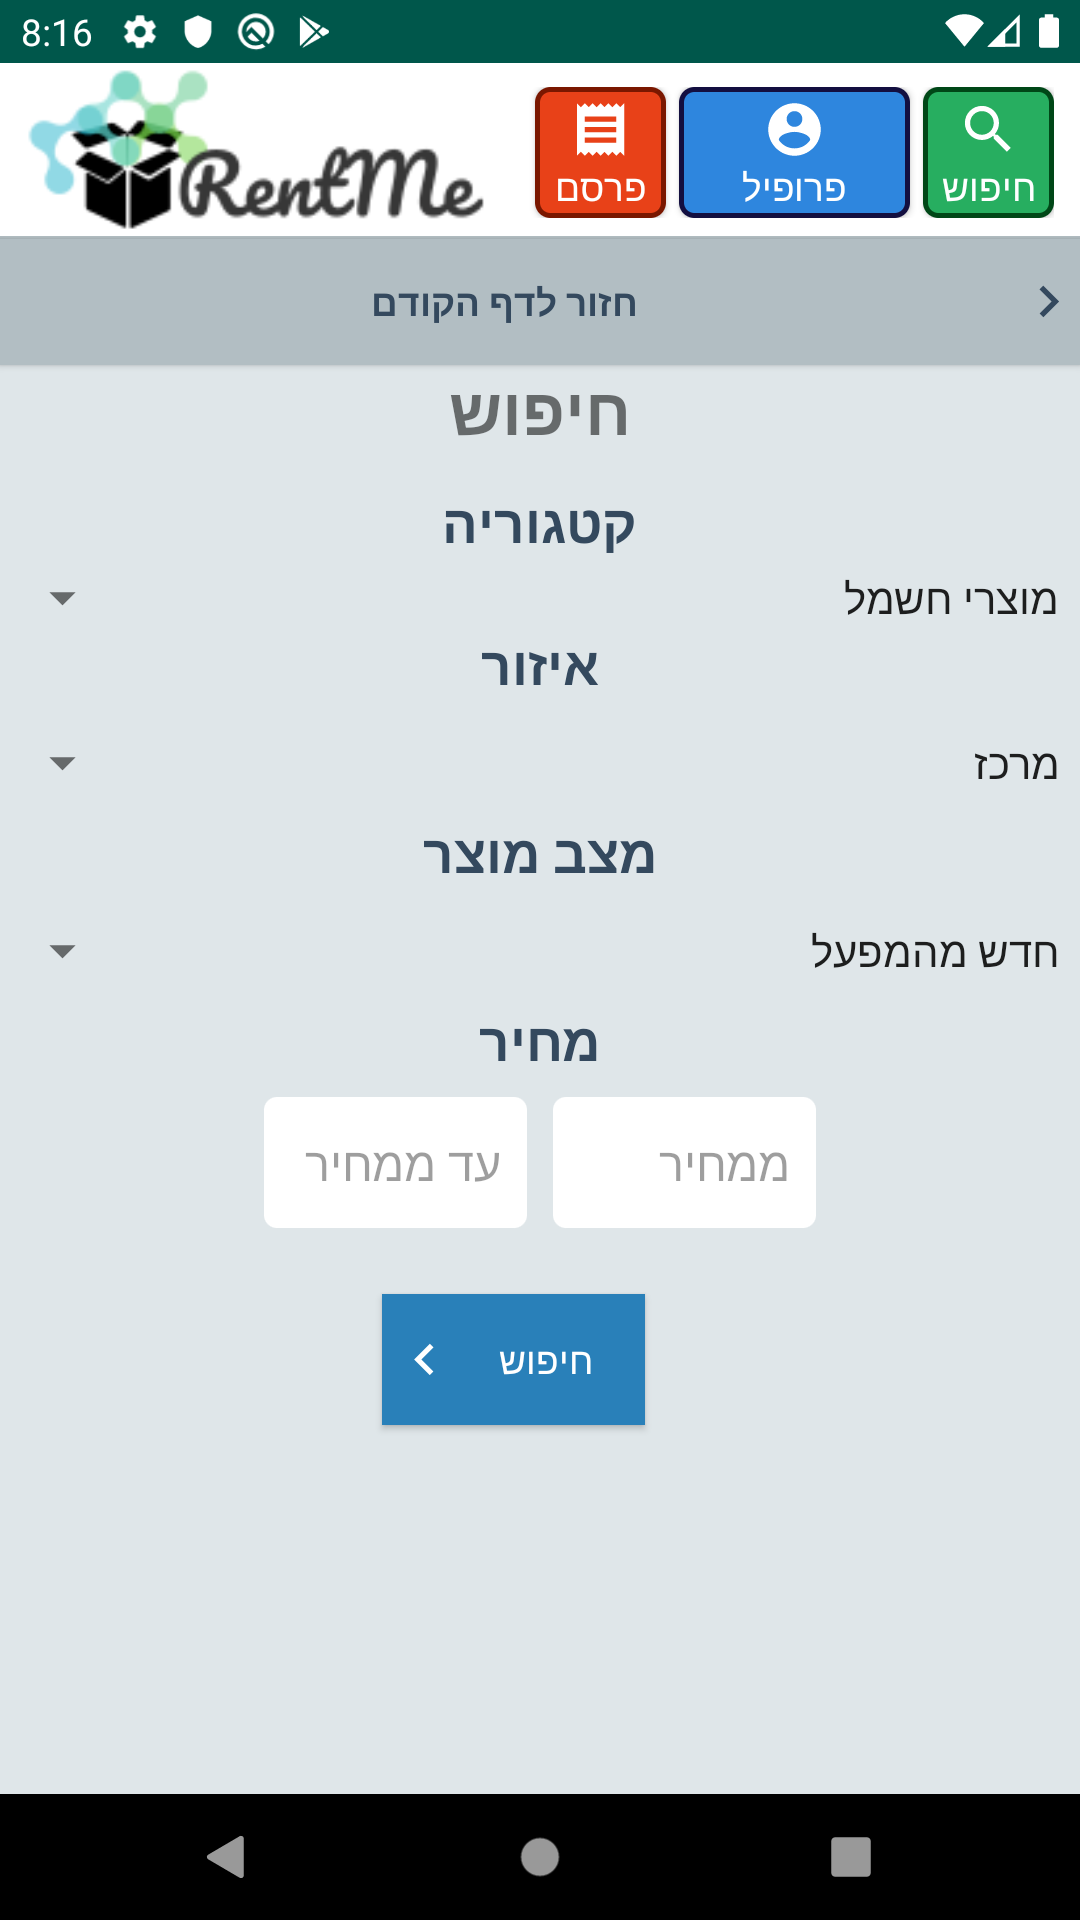 8:16
RentMe
חיפוש
פרופיל
פרסם
חזור לדף הקודם
חיפוש
קטגוריה
מוצרי חשמל
איזור
מרכז
מצב מוצר
חדש מהמפעל
מחיר
ממחיר
עד ממחיר
חיפוש